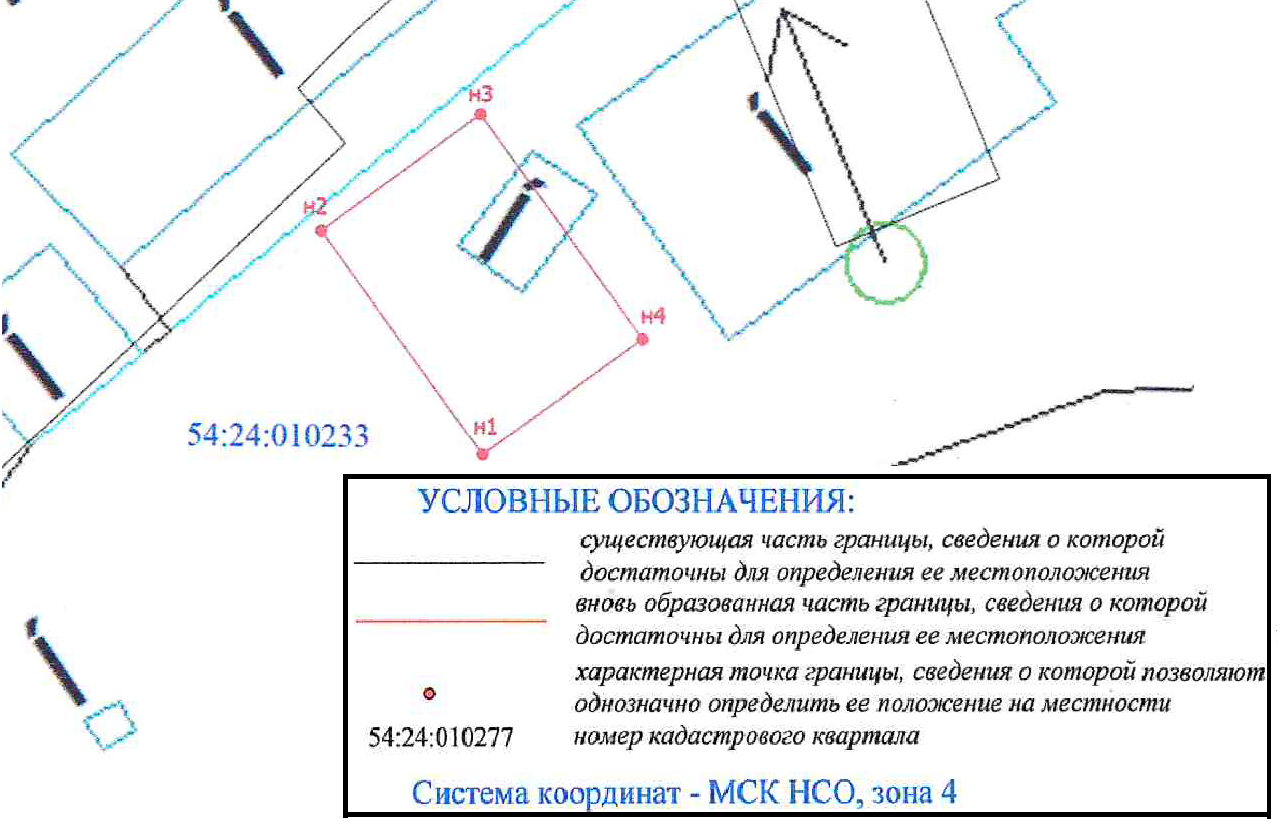 н3
н2
н4
н1
54:24:010233
УСЛОВНЫЕ ОБОЗНАЧЕНИЯ:
существующая часть границы, сведения о которой
достаточны для определения ее местоположения
вновь образованная часть границы, сведения о которой
достаточны для определения ее местоположения
характерная точка границы, сведения о которой позволяют
однозначно определить ее положение на местности
54:24:010277 номер кадастрового квартала
Система координат - МСК НСО, зона 4